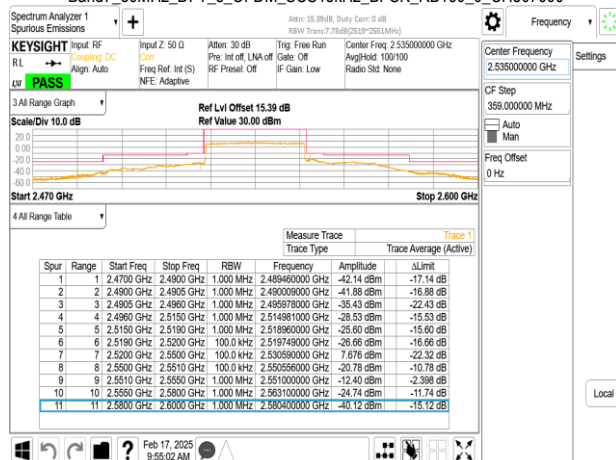 Spectrum Analyzer 1
Spurious Emissions
Attn: 15.39dB, Duty Corr: 0 dB
RBW Trans:7.78dB(2519~2551MHz)
Frequency
Settings
KEYSIGHT
RL
PASS
Input: RF
Coupling: DC
Align: Auto
Input Z: 50 Ω
Corr
Freq Ref: Int (S)
NFE: Adaptive
Atten: 30 dB
Pre: Int off, LNA off
RF Preset: Off
Trig: Free Run
Gate: Off
IF Gain: Low
Center Freq: 2.535000000 GHz
Avg|Hold: 100/100
Radio Std: None
Center Frequency
2.535000000 GHz
CF Step
359.000000 MHz
Auto
Man
Freq Offset
0 Hz
Local
3 All Range Graph
Scale/Div 10.0 dB
Ref Lvl Offset 15.39 dB
Ref Value 30.00 dBm
20.0
0.00
-20.0
-40.0
-60.0
Start 2.470 GHz
Stop 2.600 GHz
4 All Range Table
Measure Trace Trace 1
Trace Type Trace Average (Active)
Spur Range Start Freq Stop Freq RBW Frequency Amplitude ΔLimit
1 1 2.4700 GHz 2.4900 GHz 1.000 MHz 2.489460000 GHz -42.14 dBm -17.14 dB
2 2 2.4900 GHz 2.4905 GHz 1.000 MHz 2.490009000 GHz -41.88 dBm -16.88 dB
3 3 2.4905 GHz 2.4960 GHz 1.000 MHz 2.495978000 GHz -35.43 dBm -22.43 dB
4 4 2.4960 GHz 2.5150 GHz 1.000 MHz 2.514981000 GHz -28.53 dBm -15.53 dB
5 5 2.5150 GHz 2.5190 GHz 1.000 MHz 2.518960000 GHz -25.60 dBm -15.60 dB
6 6 2.5190 GHz 2.5200 GHz 100.0 kHz 2.519749000 GHz -26.66 dBm -16.66 dB
7 7 2.5200 GHz 2.5500 GHz 100.0 kHz 2.530590000 GHz 7.676 dBm -22.32 dB
8 8 2.5500 GHz 2.5510 GHz 100.0 kHz 2.550556000 GHz -20.78 dBm -10.78 dB
9 9 2.5510 GHz 2.5550 GHz 1.000 MHz 2.551000000 GHz -12.40 dBm -2.398 dB
10 10 2.5550 GHz 2.5800 GHz 1.000 MHz 2.563100000 GHz -24.74 dBm -11.74 dB
11 11 2.5800 GHz 2.6000 GHz 1.000 MHz 2.580400000 GHz -40.12 dBm -15.12 dB
Feb 17, 2025
9:55:02 AM